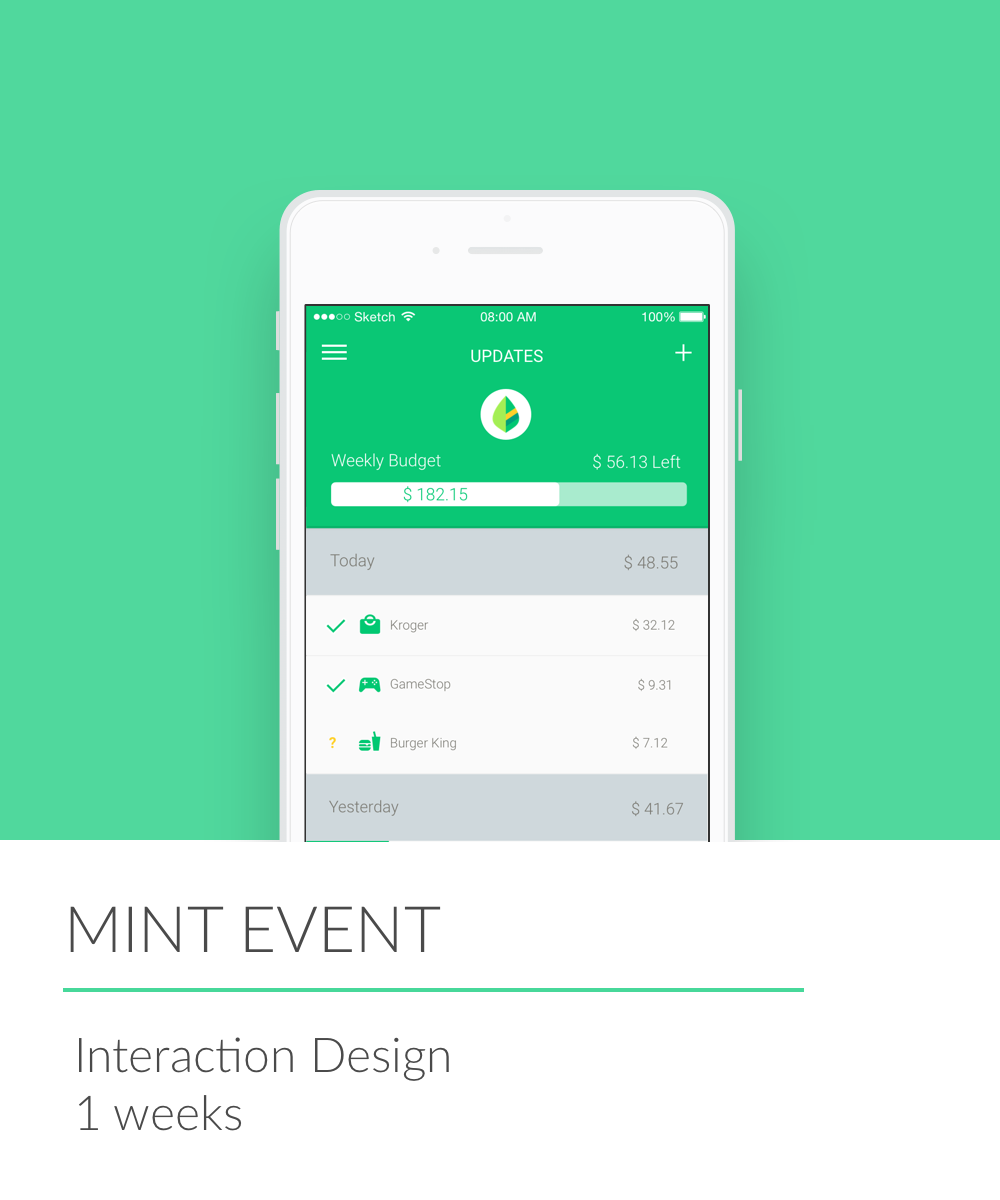 Sketch 08:00 AM 100%
UPDATES
Weekly Budget $ 56.13 Left
$ 182.15
Today $ 48.55
Kroger $ 32.12
GameStop $ 9.31
? Burger King $ 7.12
Yesterday $ 41.67
MINT EVENT
Interaction Design
1 weeks